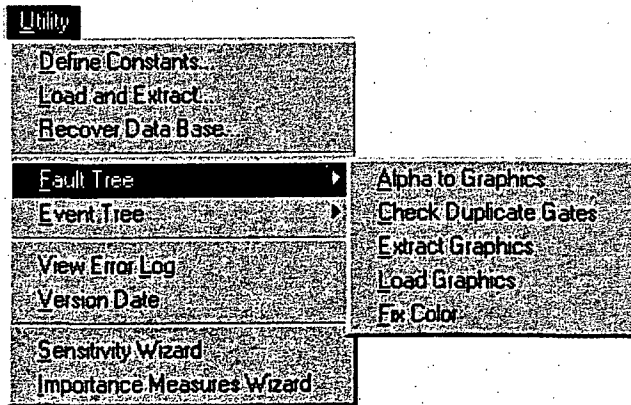 Utility
Define Constants...
Load and Extract...
Recover Data Base...
Fault Tree
Event Tree
View Error Log
Version Date
Sensitivity Wizard
Importance Measures Wizard
Alpha to Graphics
Check Duplicate Gates
Extract Graphics
Load Graphics
Fix Color